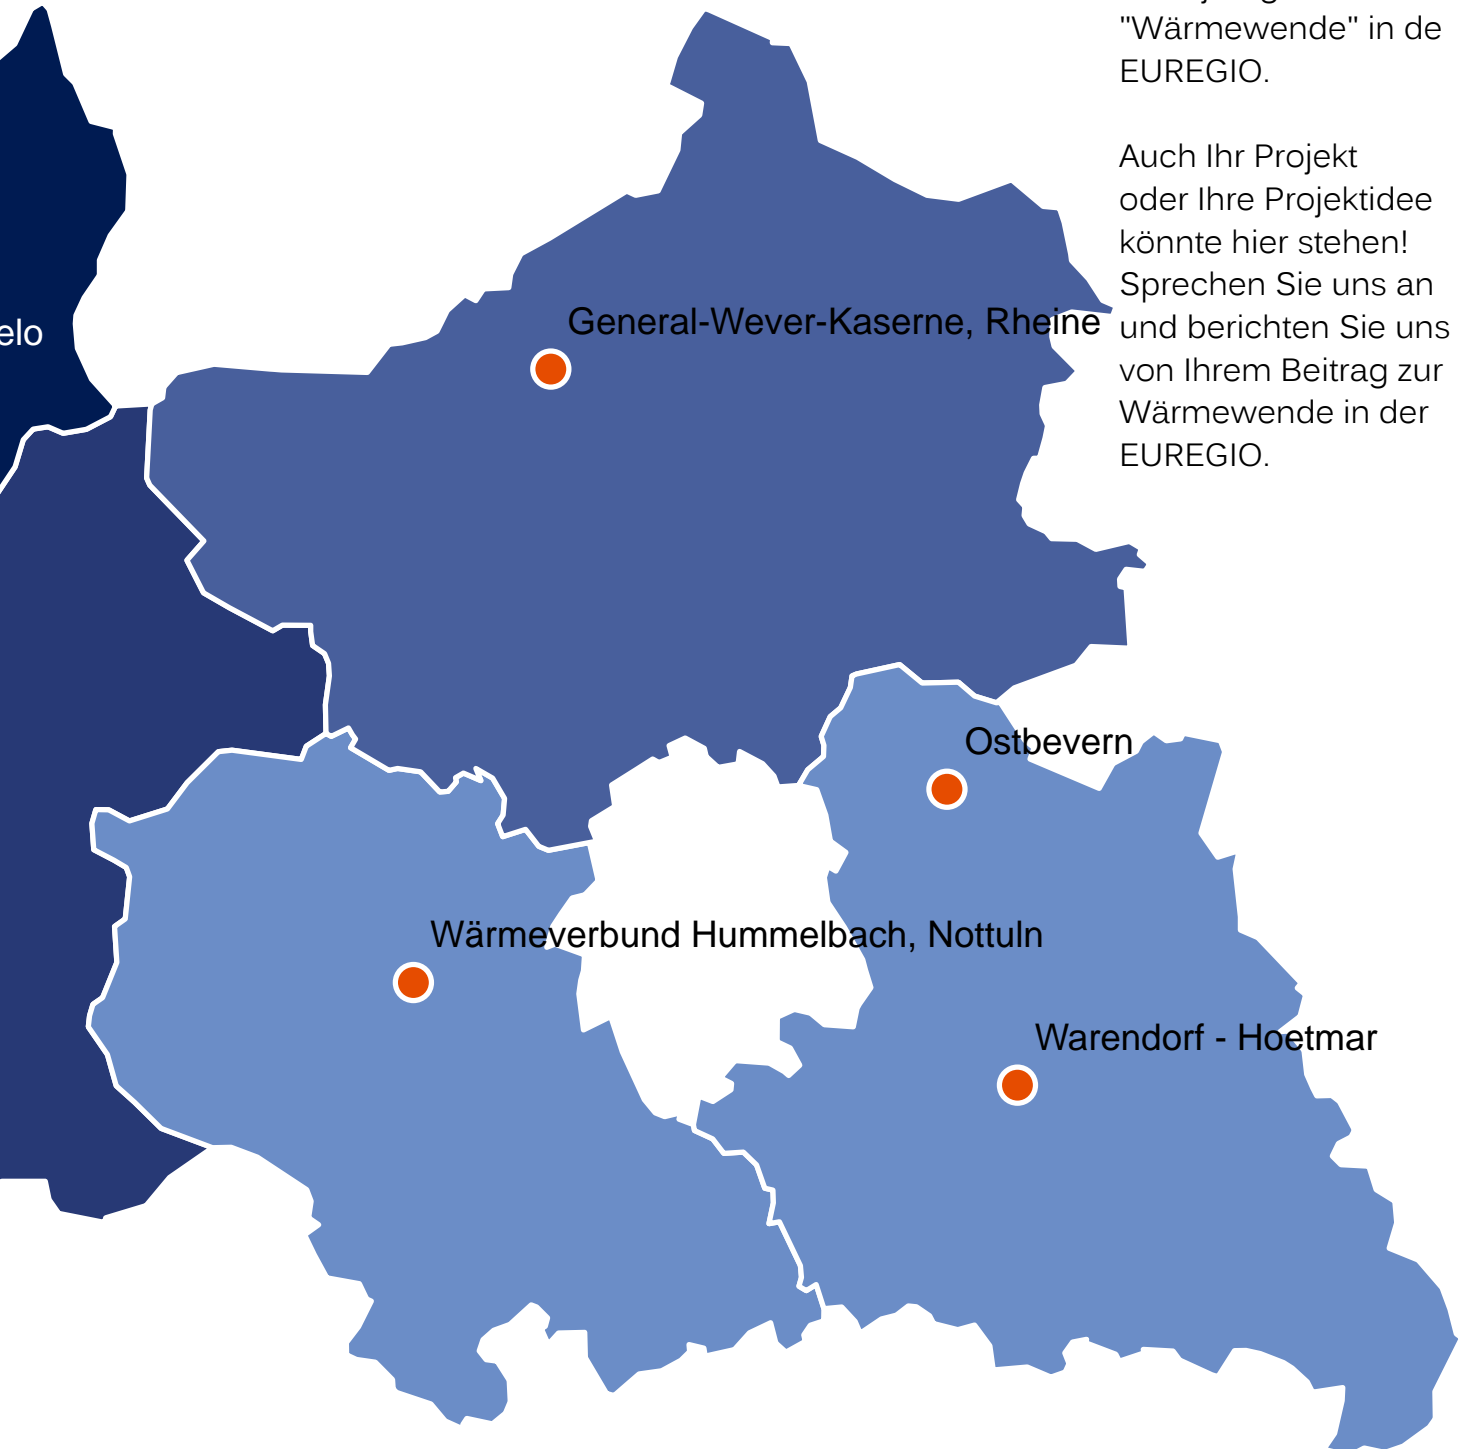 "Wärmewende" in de
EUREGIO.
Auch Ihr Projekt
oder Ihre Projektidee
könnte hier stehen!
Sprechen Sie uns an
und berichten Sie uns
von Ihrem Beitrag zur
Wärmewende in der
EUREGIO.
elo
General-Wever-Kaserne, Rheine
Ostbevern
Wärmeverbund Hummelbach, Nottuln
Warendorf - Hoetmar